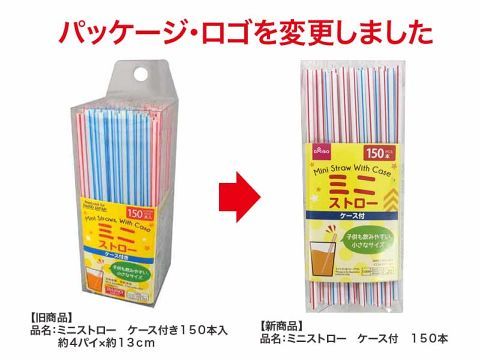 パッケージ・ロゴを変更しました
150
Mini Straws With Case
ミニ
ストロー
ケース付き
子供も飲みやすい
小さなサイズ
DAISO
150 PCS
本
Mini Straw With Case
ミニ
ストロー
ケース付
子供も飲みやすい
小さなサイズ
【旧商品】
品名：ミニストロー　ケース付き150本入
約4パイ×約13cm
【新商品】
品名：ミニストロー　ケース付　150本